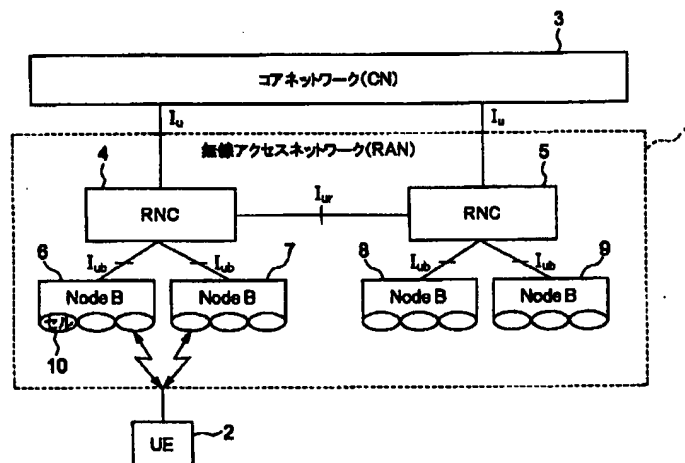 3
コアネットワーク(CN)
Iu
Iu
無線アクセスネットワーク(RAN)
4
5
RNC
Iur
RNC
Iub
Iub
Iub
Iub
6
7
8
9
Node B
Node B
Node B
Node B
セル
10
UE
2